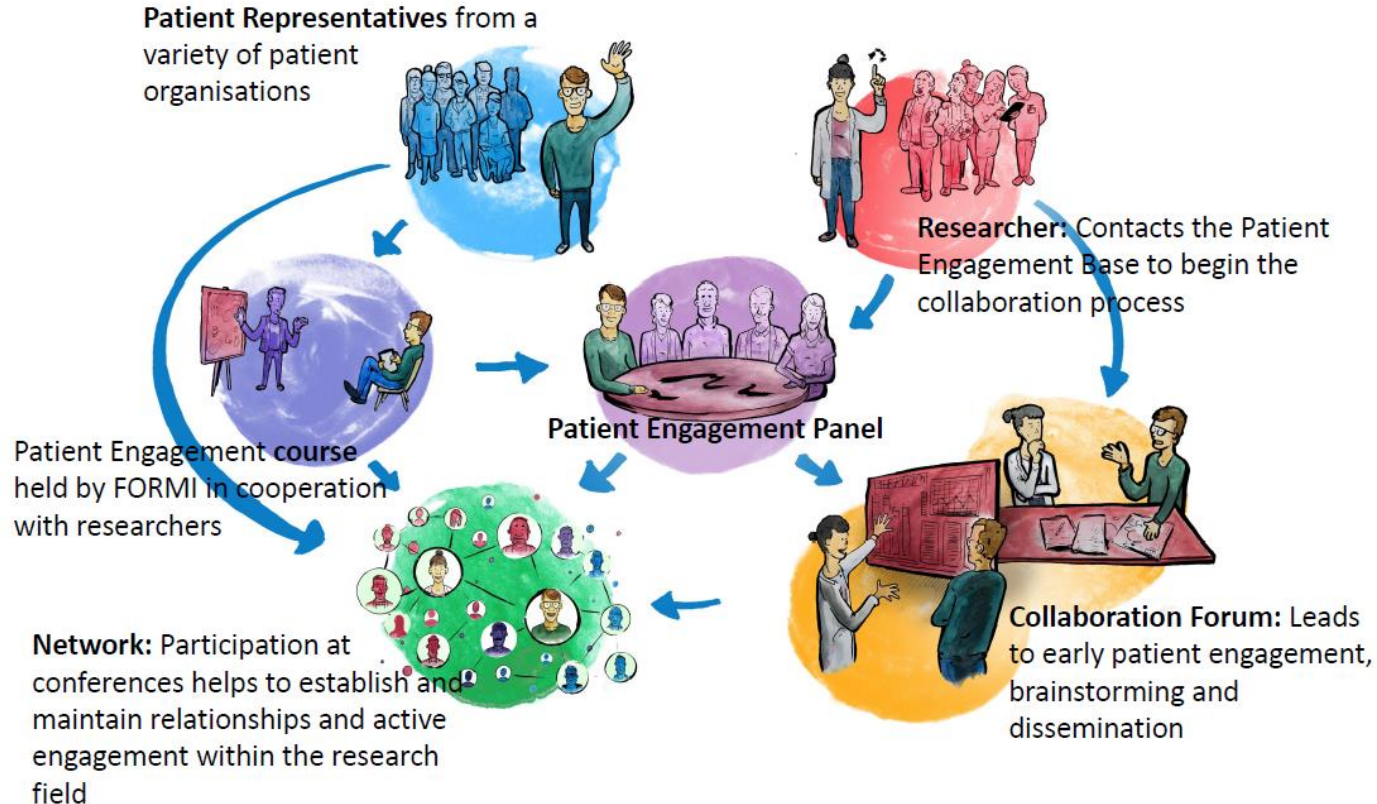 Patient Representatives from a
variety of patient
organisations
Researcher: Contacts the Patient
Engagement Base to begin the
collaboration process
Patient Engagement Panel
Patient Engagement course
held by FORMI in cooperation
with researchers
Network: Participation at
conferences helps to establish and
maintain relationships and active
engagement within the research
field
Collaboration Forum: Leads
to early patient engagement,
brainstorming and
dissemination